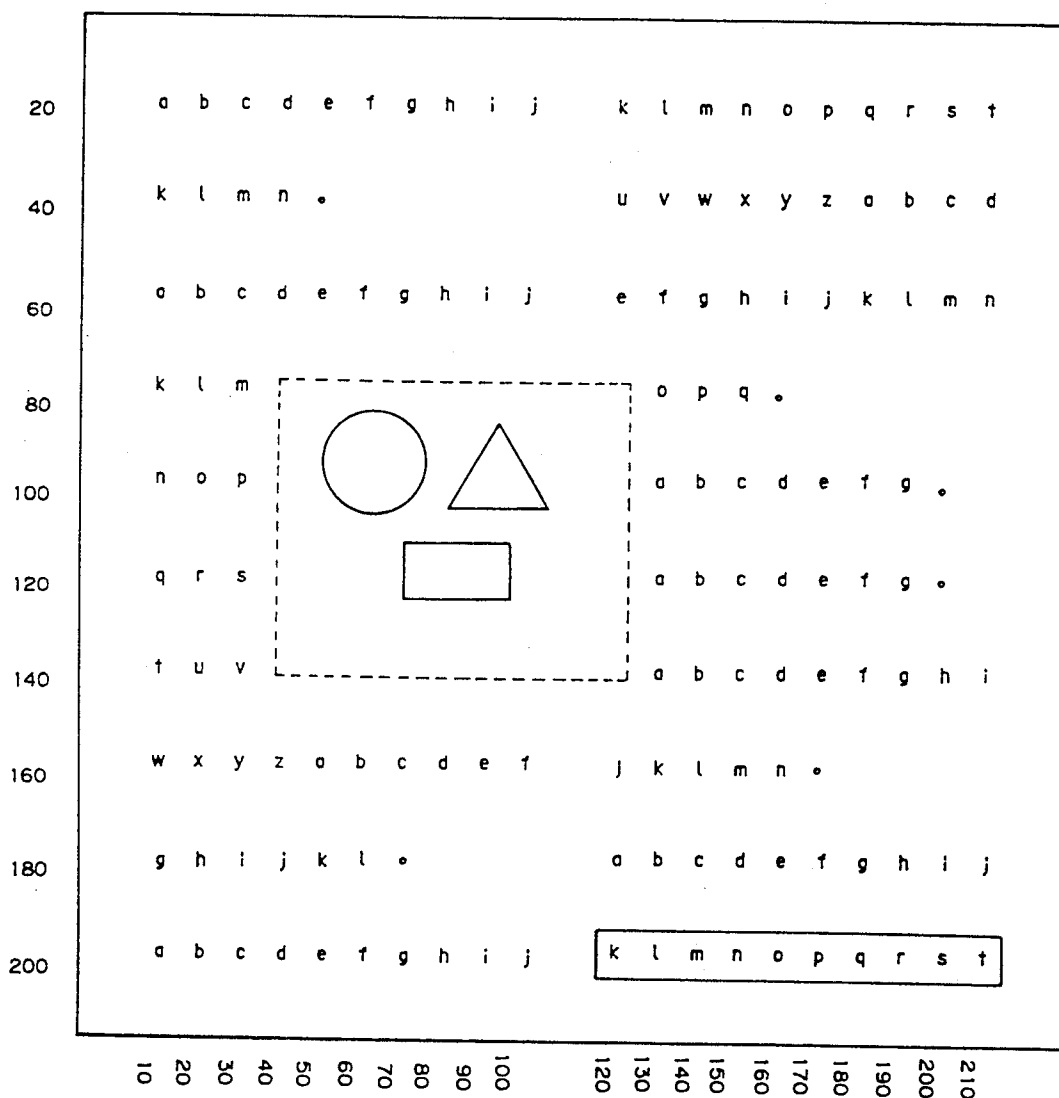 20 a b c d e f g h i j k l m n o p q r s t
40 k l m n . u v w x y z a b c d
60 a b c d e f g h i j e f g h i j k l m n
80 k l m o p q .
100 n o p a b c d e f g .
120 q r s a b c d e f g .
140 t u v a b c d e f g h i
160 w x y z a b c d e f j k l m n .
180 g h i j k l . a b c d e f g h i j
200 a b c d e f g h i j k l m n o p q r s t
10 20 30 40 50 60 70 80 90 100 120 130 140 150 160 170 180 190 200 210